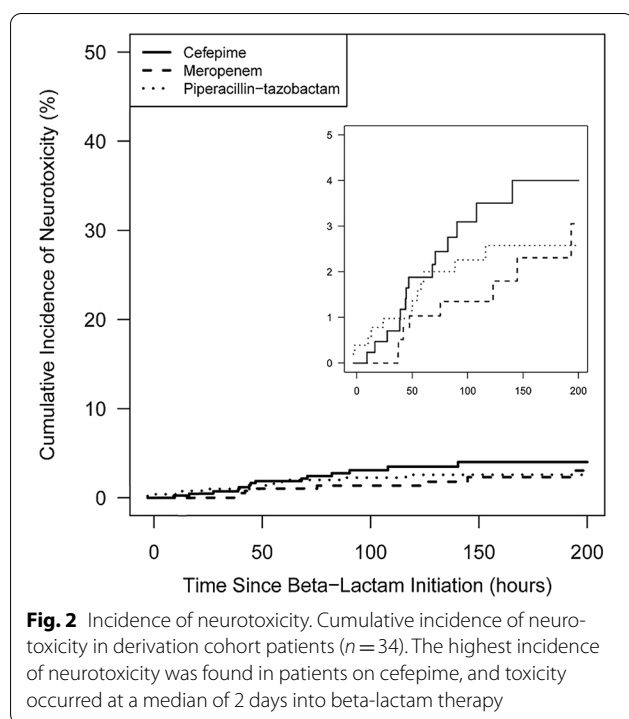 Cefepime
Meropenem
Piperacillin−tazobactam
Cumulative Incidence of Neurotoxicity (%)
50
40
30
20
10
0
5
4
3
2
1
0
0 50 100 150 200
0 50 100 150 200
Time Since Beta−Lactam Initiation (hours)
Fig. 2 Incidence of neurotoxicity. Cumulative incidence of neuro-
toxicity in derivation cohort patients (n = 34). The highest incidence
of neurotoxicity was found in patients on cefepime, and toxicity
occurred at a median of 2 days into beta-lactam therapy